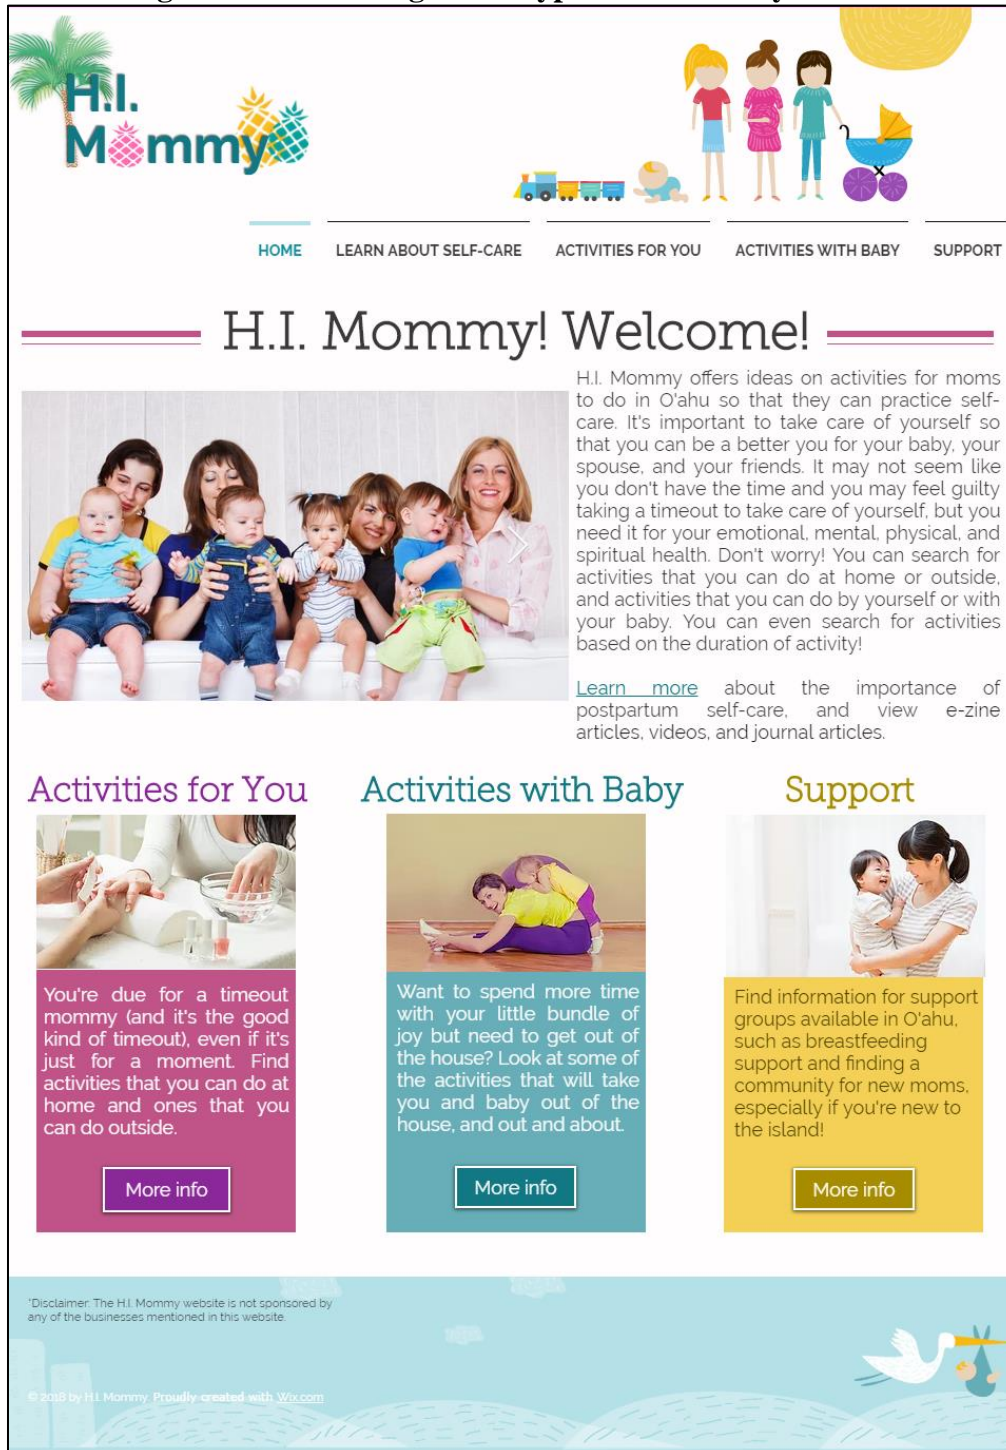 H.I.
Mommy
HOME LEARN ABOUT SELF-CARE ACTIVITIES FOR YOU ACTIVITIES WITH BABY SUPPORT
H.I. Mommy! Welcome!
H.I. Mommy offers ideas on activities for moms
to do in O'ahu so that they can practice self-
care. It's important to take care of yourself so
that you can be a better you for your baby, your
spouse, and your friends. It may not seem like
you don't have the time and you may feel guilty
taking a timeout to take care of yourself, but you
need it for your emotional, mental, physical, and
spiritual health. Don't worry! You can search for
activities that you can do at home or outside,
and activities that you can do by yourself or with
your baby. You can even search for activities
based on the duration of activity!
Learn more about the importance of
postpartum self-care, and view e-zine
articles, videos, and journal articles.
Activities for You
You're due for a timeout
mommy (and it's the good
kind of timeout), even if it's
just for a moment. Find
activities that you can do at
home and ones that you
can do outside.
More info
Activities with Baby
Want to spend more time
with your little bundle of
joy but need to get out of
the house? Look at some of
the activities that will take
you and baby out of the
house, and out and about.
More info
Support
Find information for support
groups available in O'ahu,
such as breastfeeding
support and finding a
community for new moms,
especially if you're new to
the island!
More info
*Disclaimer: The H.I. Mommy website is not sponsored by
any of the businesses mentioned in this website.
© 2018 by H.I. Mommy. Proudly created with Wix.com